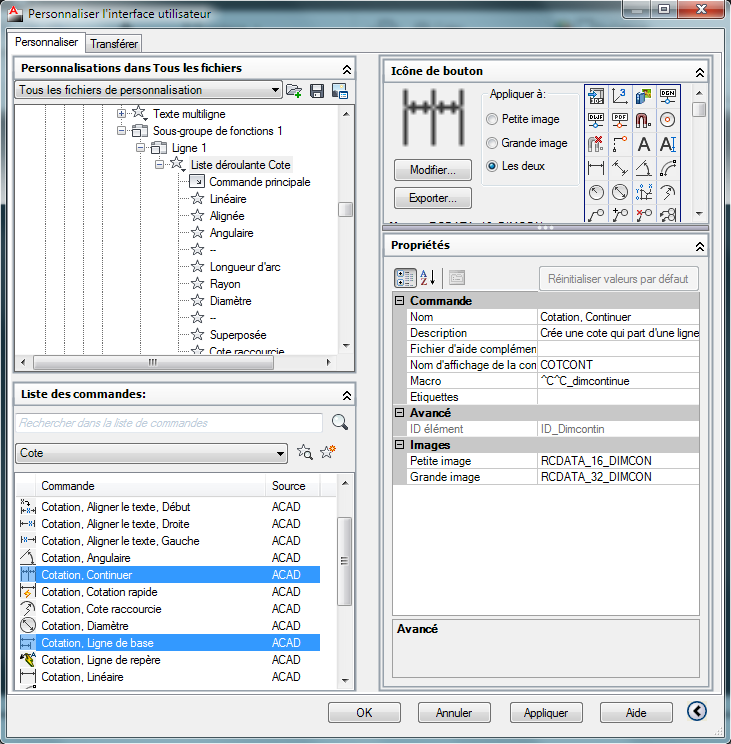 Personnaliser l'interface utilisateur
Personnaliser
Transférer
Personnalisations dans Tous les fichiers
Tous les fichiers de personnalisation
Texte multiligne
Sous-groupe de fonctions 1
Ligne 1
Liste déroulante Cote
Commande principale
Linéaire
Alignée
Angulaire
--
Longueur d'arc
Rayon
Diamètre
--
Superposée
Cote raccourcie
Liste des commandes:
Rechercher dans la liste de commandes
Cote
Commande Source
Cotation, Aligner le texte, Début ACAD
Cotation, Aligner le texte, Droite ACAD
Cotation, Aligner le texte, Gauche ACAD
Cotation, Angulaire ACAD
Cotation, Continuer ACAD
Cotation, Cotation rapide ACAD
Cotation, Cote raccourcie ACAD
Cotation, Diamètre ACAD
Cotation, Ligne de base ACAD
Cotation, Ligne de repère ACAD
Cotation, Linéaire ACAD
Icône de bouton
Appliquer à:
Petite image
Grande image
Les deux
Modifier...
Exporter...
Propriétés
Réinitialiser valeurs par défaut
Commande
Nom Cotation, Continuer
Description Crée une cote qui part d'une ligne
Fichier d'aide complémen
Nom d'affichage de la con COTCONT
Macro ^C^C_dimcontinue
Etiquettes
Avancé
ID élément ID_Dimcontin
Images
Petite image RCDATA_16_DIMCON
Grande image RCDATA_32_DIMCON
Avancé
OK
Annuler
Appliquer
Aide